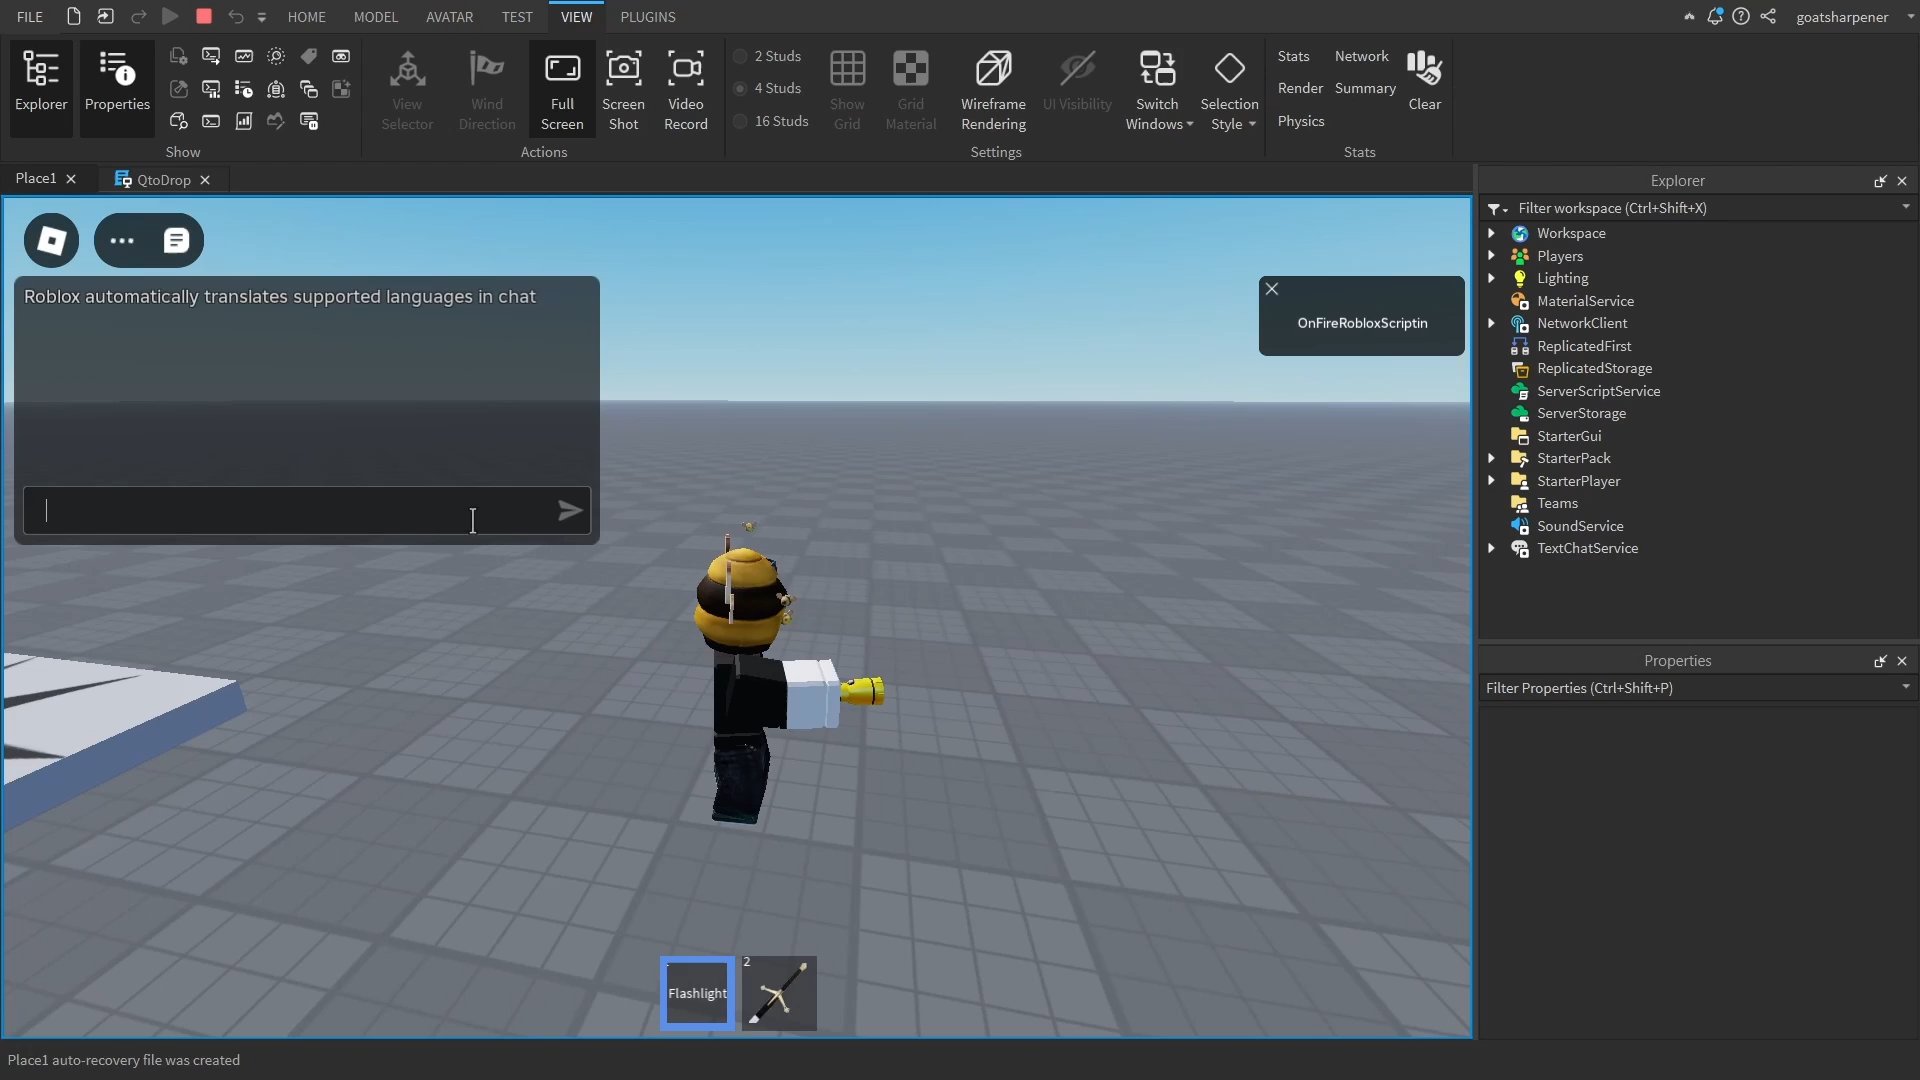 FILE
HOME
MODEL
AVATAR
TEST
VIEW
PLUGINS
goatsharpener
Explorer
Properties
Show
View
Selector
Wind
Direction
Full
Screen
Screen
Shot
Video
Record
Actions
2 Studs
4 Studs
16 Studs
Show
Grid
Grid
Material
Wireframe
Rendering
UI Visibility
Switch
Windows
Selection
Style
Settings
Stats
Network
Render
Summary
Physics
Clear
Stats
Place1
QtoDrop
Roblox automatically translates supported languages in chat
OnFireRobloxScriptin
Flashlight
2
Explorer
Filter workspace (Ctrl+Shift+X)
Workspace
Players
Lighting
MaterialService
NetworkClient
ReplicatedFirst
ReplicatedStorage
ServerScriptService
ServerStorage
StarterGui
StarterPack
StarterPlayer
Teams
SoundService
TextChatService
Properties
Filter Properties (Ctrl+Shift+P)
Place1 auto-recovery file was created